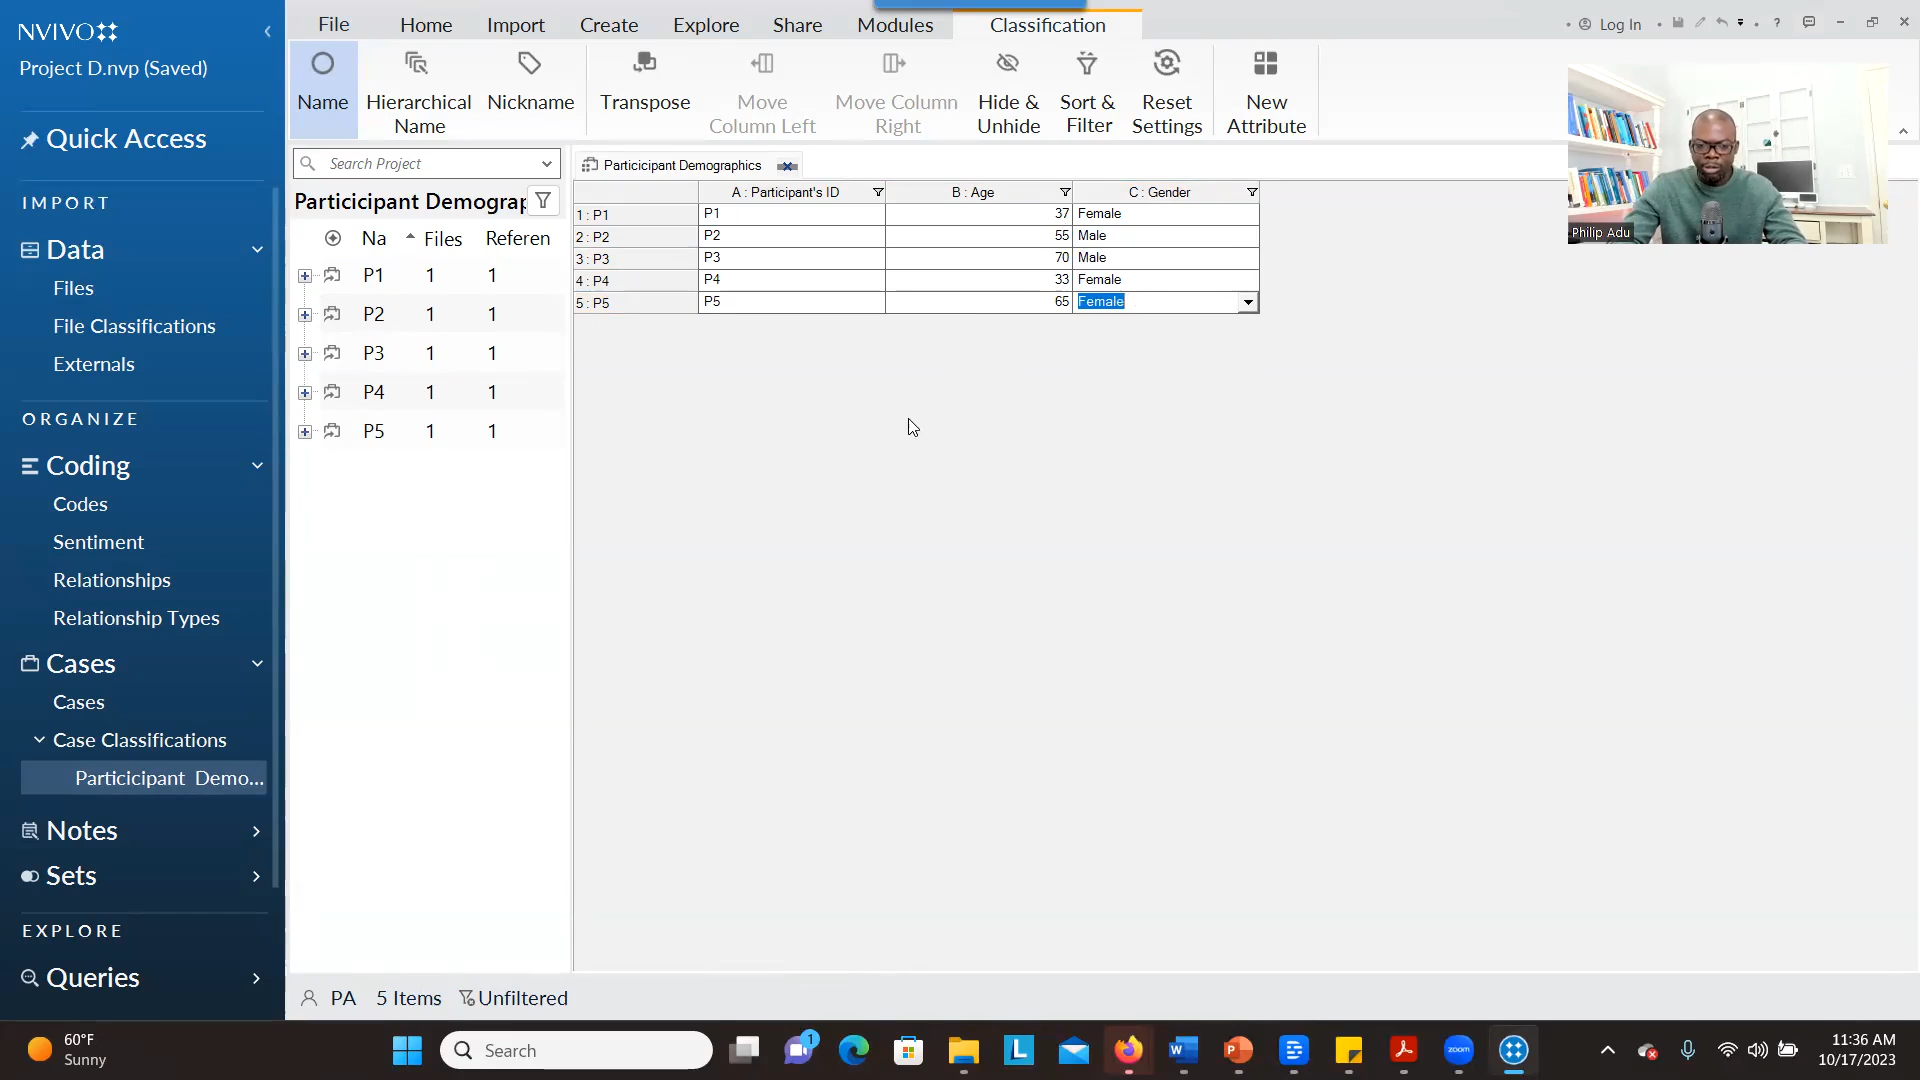 NVIVO
Project D.nvp (Saved)
Quick Access
IMPORT
Data
Files
File Classifications
Externals
ORGANIZE
Coding
Codes
Sentiment
Relationships
Relationship Types
Cases
Cases
Case Classifications
Particicipant Demo...
Notes
Sets
EXPLORE
Queries
File Home Import Create Explore Share Modules Classification
Log In ?
Name
Hierarchical Name
Nickname
Transpose
Move Column Left
Move Column Right
Hide & Unhide
Sort & Filter
Reset Settings
New Attribute
Search Project
Particicipant Demograp
Na Files Referen
P1 1 1
P2 1 1
P3 1 1
P4 1 1
P5 1 1
Particicipant Demographics
A : Participant's ID B : Age C : Gender
1 : P1 P1 37 Female
2 : P2 P2 55 Male
3 : P3 P3 70 Male
4 : P4 P4 33 Female
5 : P5 P5 65 Female
Philip Adu
PA 5 Items Unfiltered
60°F
Sunny
Search
1
L
W
P
zoom
11:36 AM
10/17/2023